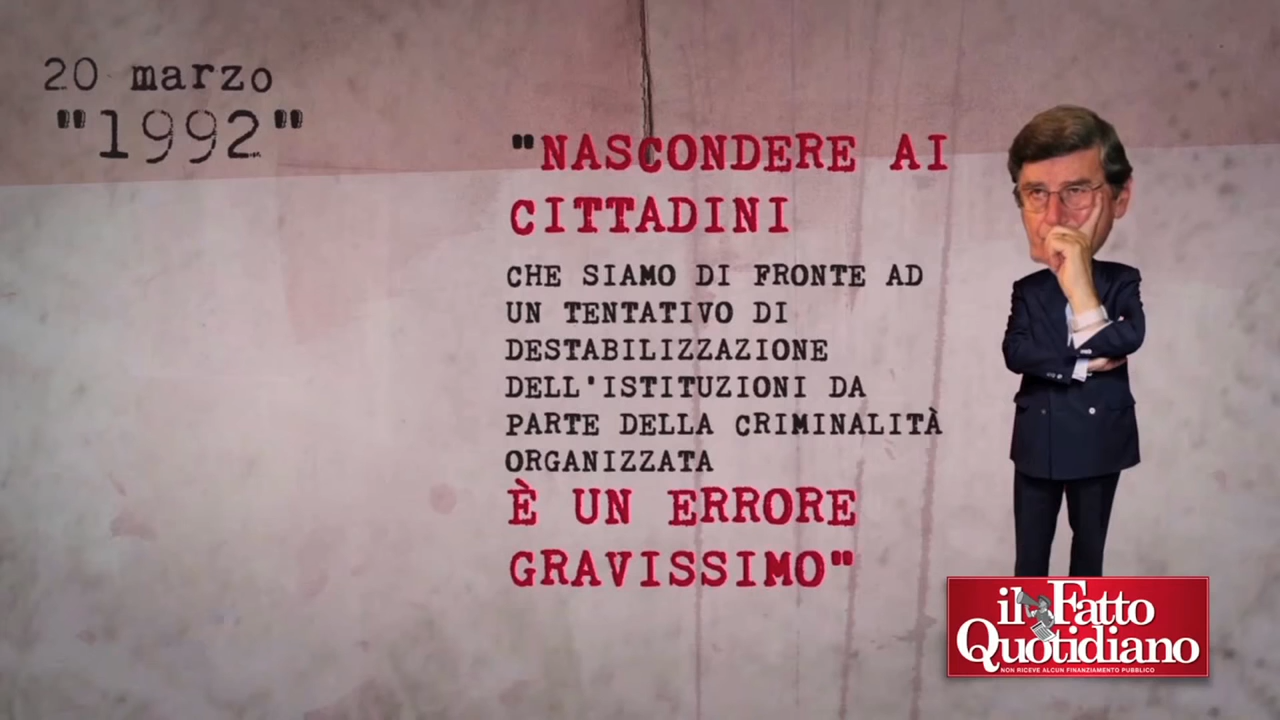 20 marzo
"1992"
"NASCONDERE AI
CITTADINI
CHE SIAMO DI FRONTE AD
UN TENTATIVO DI
DESTABILIZZAZIONE
DELL'ISTITUZIONI DA
PARTE DELLA CRIMINALITÀ
ORGANIZZATA
È UN ERRORE
GRAVISSIMO"
il Fatto
Quotidiano
NON RICEVE ALCUN FINANZIAMENTO PUBBLICO